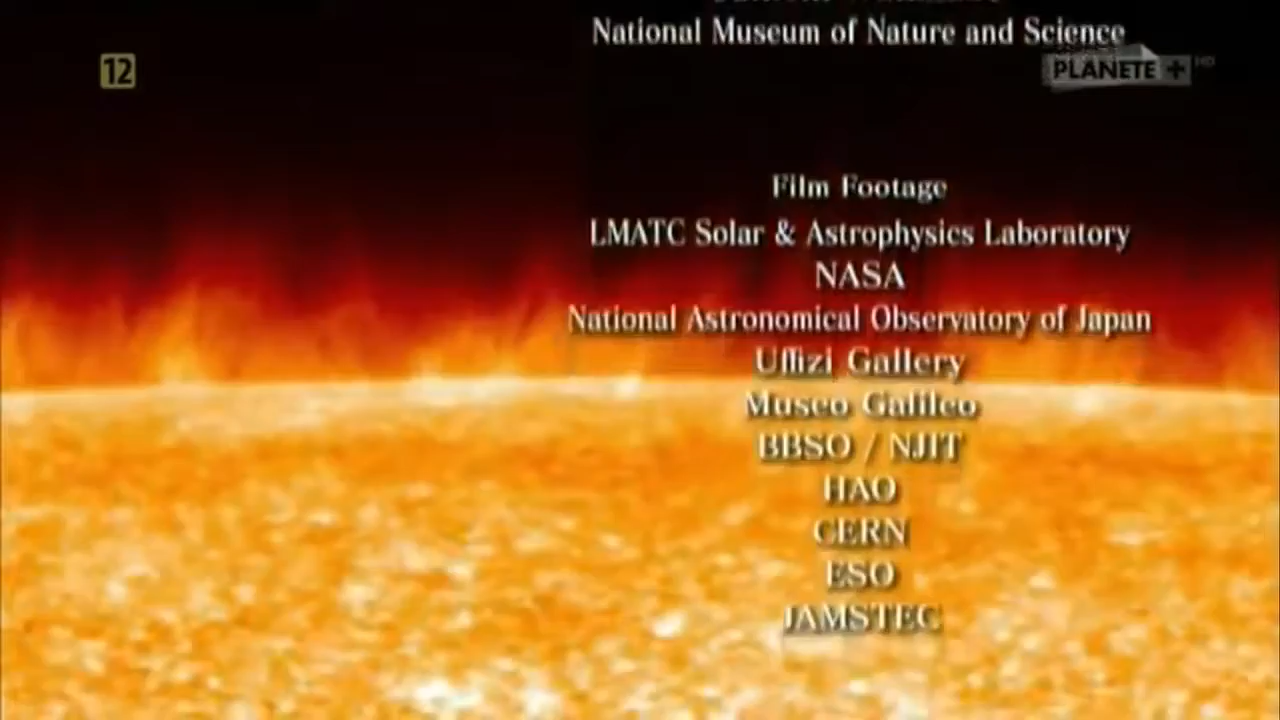 National Museum of Nature and Science
12
PLANETE + HD
Film Footage
LMATC Solar & Astrophysics Laboratory
NASA
National Astronomical Observatory of Japan
Uffizi Gallery
Museo Galileo
BBSO / NJIT
HAO
CERN
ESO
JAMSTEC